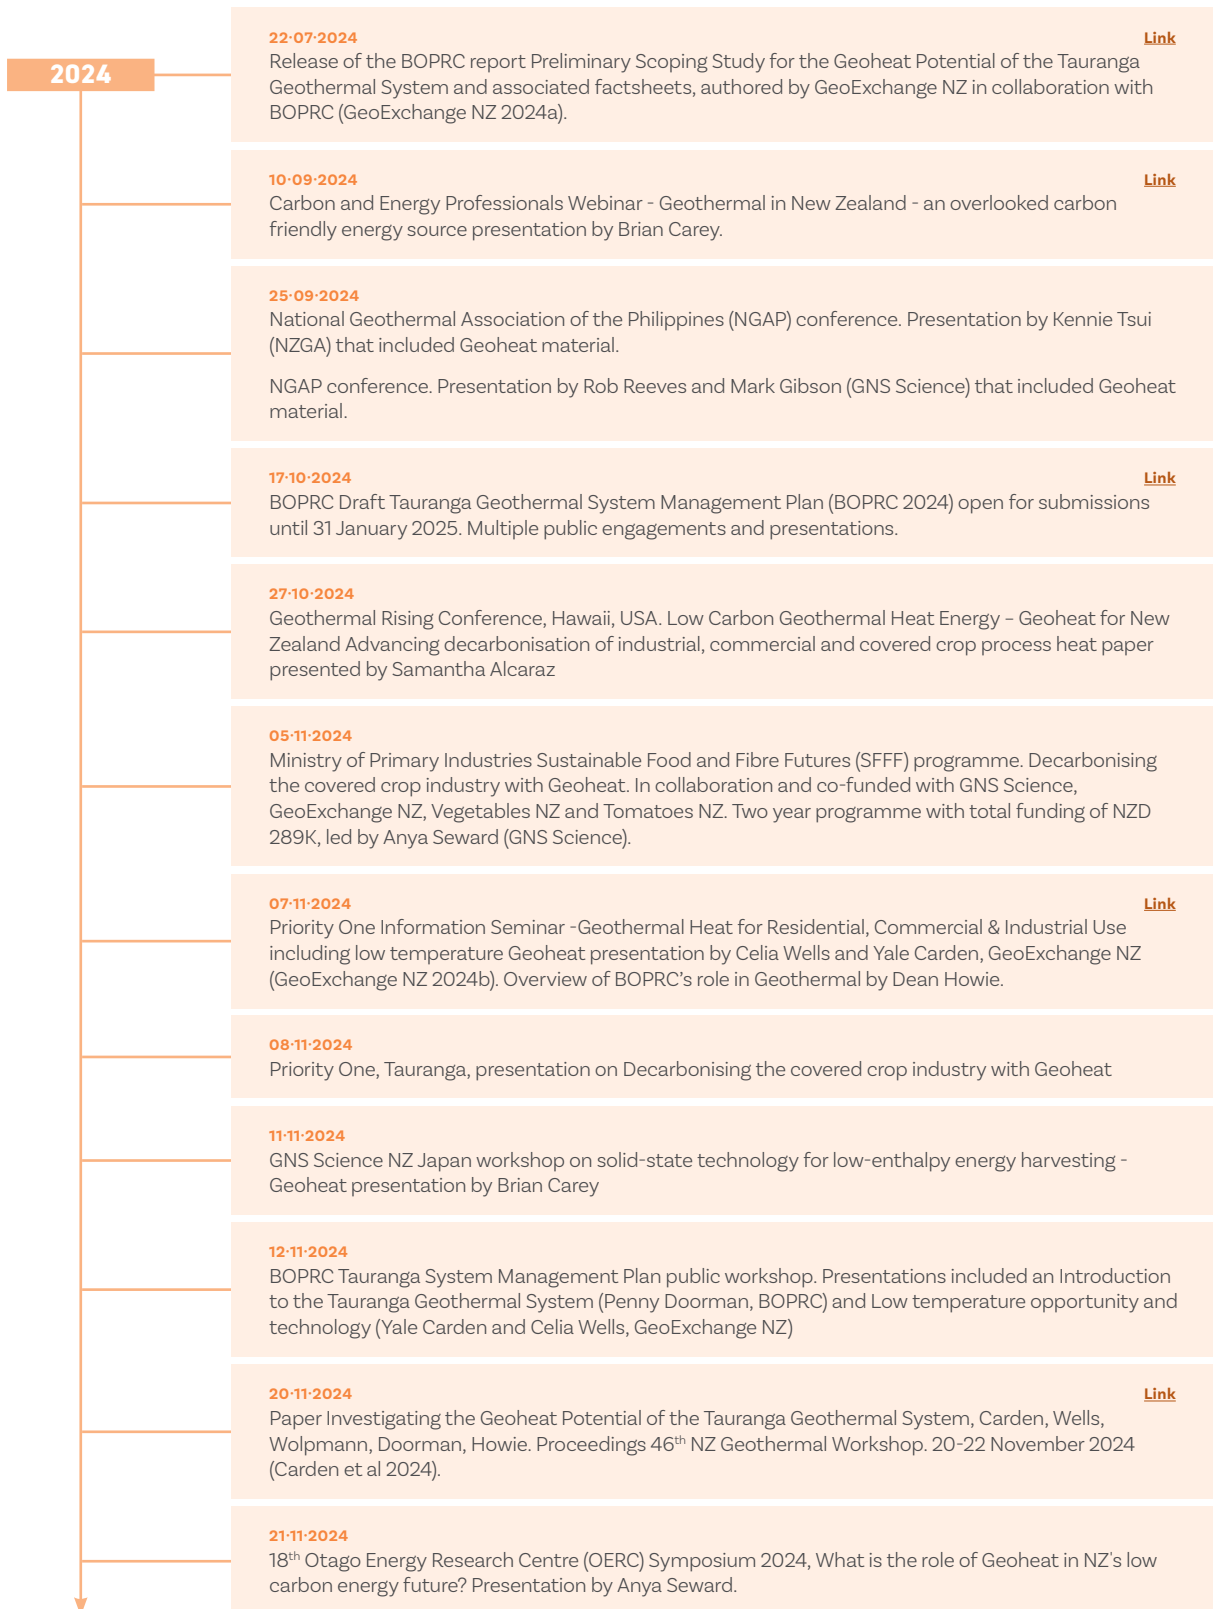 2024
22·07·2024 Link
Release of the BOPRC report Preliminary Scoping Study for the Geoheat Potential of the Tauranga
Geothermal System and associated factsheets, authored by GeoExchange NZ in collaboration with
BOPRC (GeoExchange NZ 2024a).
10·09·2024 Link
Carbon and Energy Professionals Webinar - Geothermal in New Zealand - an overlooked carbon
friendly energy source presentation by Brian Carey.
25·09·2024
National Geothermal Association of the Philippines (NGAP) conference. Presentation by Kennie Tsui
(NZGA) that included Geoheat material.
NGAP conference. Presentation by Rob Reeves and Mark Gibson (GNS Science) that included Geoheat
material.
17·10·2024 Link
BOPRC Draft Tauranga Geothermal System Management Plan (BOPRC 2024) open for submissions
until 31 January 2025. Multiple public engagements and presentations.
27·10·2024
Geothermal Rising Conference, Hawaii, USA. Low Carbon Geothermal Heat Energy – Geoheat for New
Zealand Advancing decarbonisation of industrial, commercial and covered crop process heat paper
presented by Samantha Alcaraz
05·11·2024
Ministry of Primary Industries Sustainable Food and Fibre Futures (SFFF) programme. Decarbonising
the covered crop industry with Geoheat. In collaboration and co-funded with GNS Science,
GeoExchange NZ, Vegetables NZ and Tomatoes NZ. Two year programme with total funding of NZD
289K, led by Anya Seward (GNS Science).
07·11·2024 Link
Priority One Information Seminar -Geothermal Heat for Residential, Commercial & Industrial Use
including low temperature Geoheat presentation by Celia Wells and Yale Carden, GeoExchange NZ
(GeoExchange NZ 2024b). Overview of BOPRC’s role in Geothermal by Dean Howie.
08·11·2024
Priority One, Tauranga, presentation on Decarbonising the covered crop industry with Geoheat
11·11·2024
GNS Science NZ Japan workshop on solid-state technology for low-enthalpy energy harvesting -
Geoheat presentation by Brian Carey
12·11·2024
BOPRC Tauranga System Management Plan public workshop. Presentations included an Introduction
to the Tauranga Geothermal System (Penny Doorman, BOPRC) and Low temperature opportunity and
technology (Yale Carden and Celia Wells, GeoExchange NZ)
20·11·2024 Link
Paper Investigating the Geoheat Potential of the Tauranga Geothermal System, Carden, Wells,
Wolpmann, Doorman, Howie. Proceedings 46th NZ Geothermal Workshop. 20-22 November 2024
(Carden et al 2024).
21·11·2024
18th Otago Energy Research Centre (OERC) Symposium 2024, What is the role of Geoheat in NZ's low
carbon energy future? Presentation by Anya Seward.